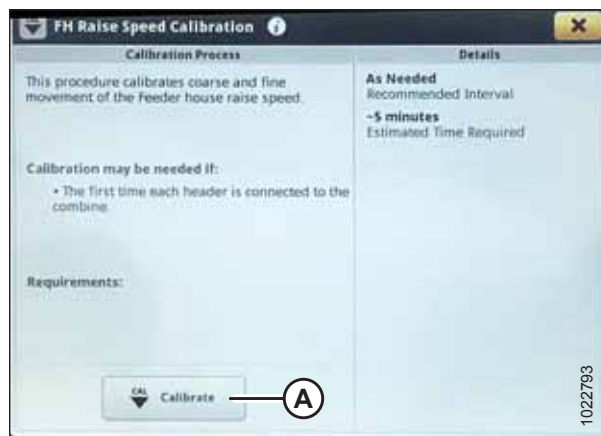 FH Raise Speed Calibration i
Calibration Process
This procedure calibrates coarse and fine
movement of the Feeder house raise speed.
Calibration may be needed if:
• The first time each header is connected to the
combine
Requirements:
CAL
Calibrate
A
Details
As Needed
Recommended Interval
~5 minutes
Estimated Time Required
1022793